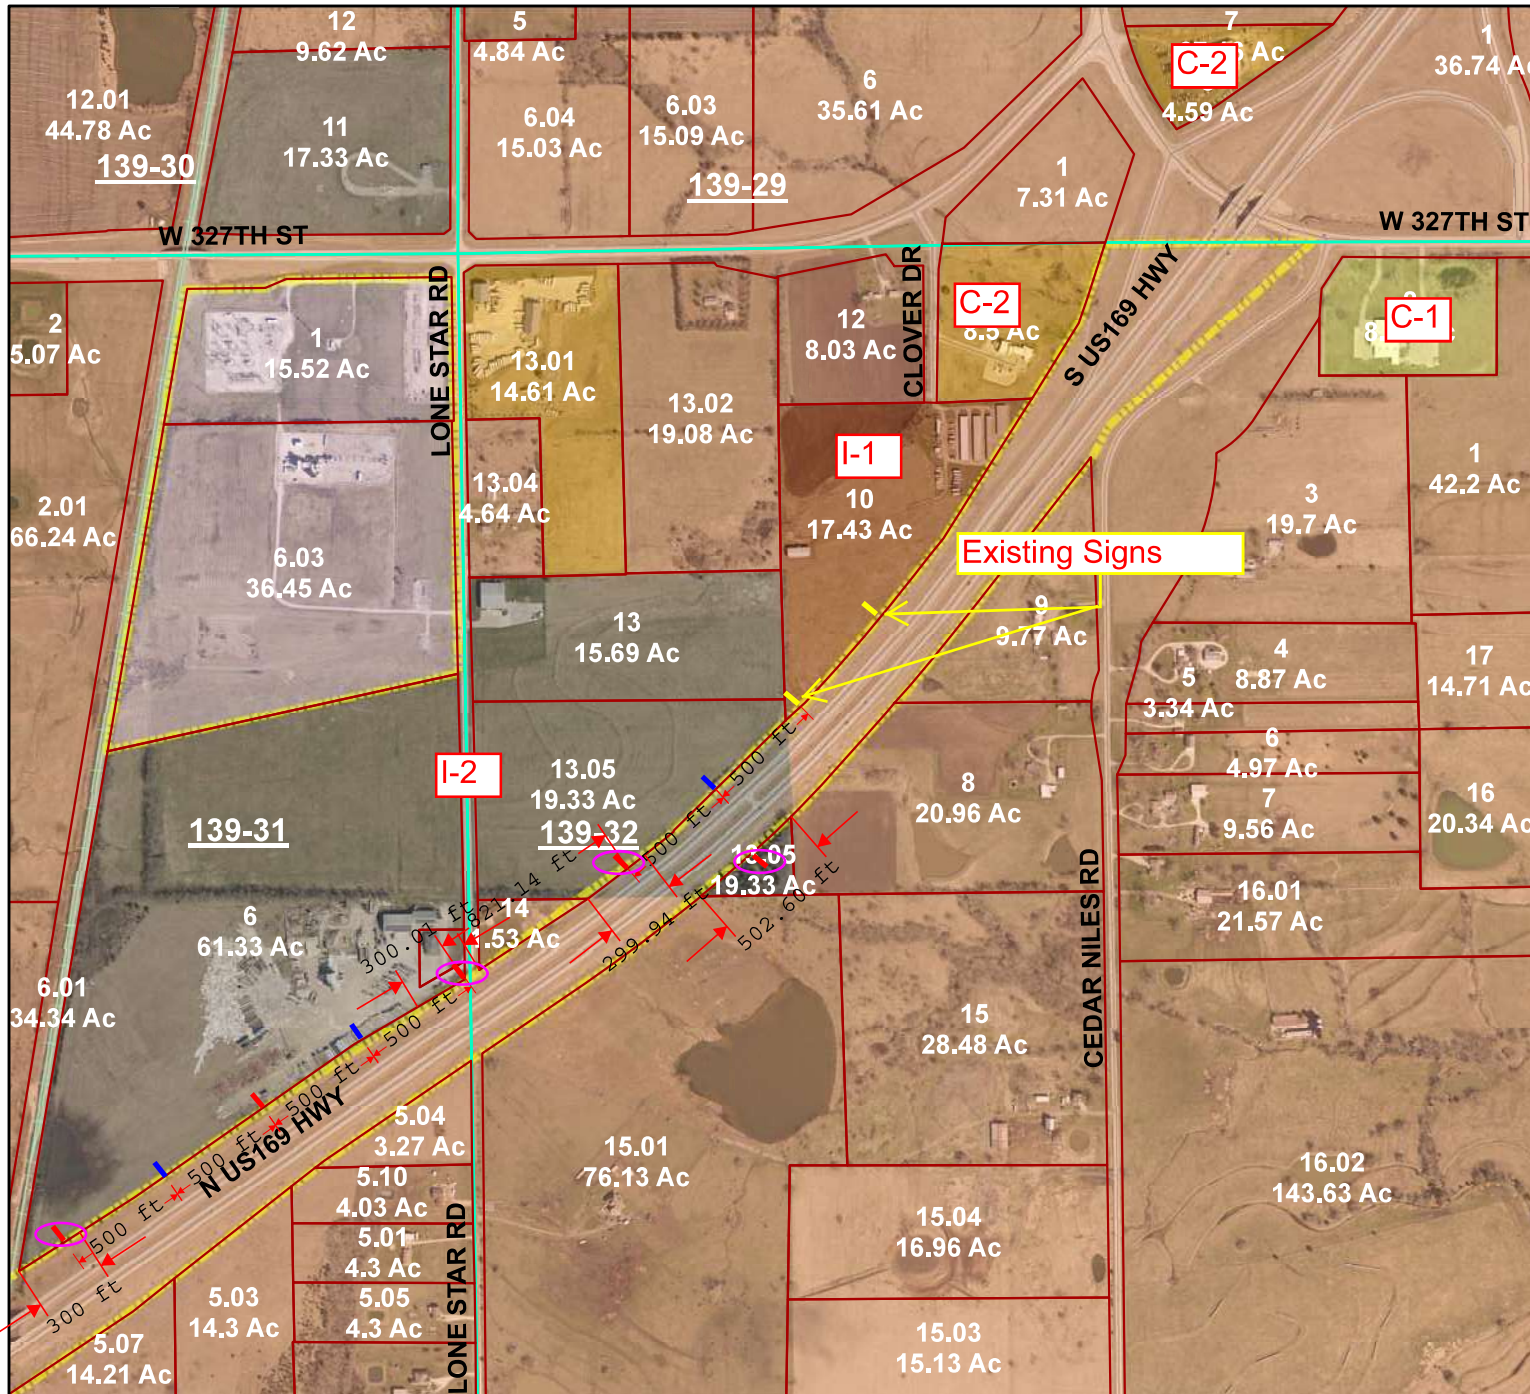 12
9.62 Ac
5
4.84 Ac
7
Ac
C-2
4.59 Ac
1
36.74 Ac
12.01
44.78 Ac
139-30
11
17.33 Ac
6.04
15.03 Ac
6.03
15.09 Ac
6
35.61 Ac
139-29
1
7.31 Ac
W 327TH ST
W 327TH ST
LONE STAR RD
CLOVER DR
S US169 HWY
2
5.07 Ac
1
15.52 Ac
13.01
14.61 Ac
12
8.03 Ac
C-2
8.5 Ac
C-1
13.02
19.08 Ac
13.04
4.64 Ac
I-1
10
17.43 Ac
1
42.2 Ac
3
19.7 Ac
2.01
66.24 Ac
6.03
36.45 Ac
Existing Signs
9
9.77 Ac
13
15.69 Ac
4
8.87 Ac
5
3.34 Ac
17
14.71 Ac
6
4.97 Ac
I-2
13.05
19.33 Ac
139-32
139-31
500 ft
500 ft
8
20.96 Ac
7
9.56 Ac
16
20.34 Ac
13.05
19.33 Ac
821.14 ft
299.94 ft
502.60 ft
CEDAR NILES RD
16.01
21.57 Ac
6
61.33 Ac
14
.53 Ac
300.01 ft
6.01
34.34 Ac
500 ft
500 ft
500 ft
500 ft
300 ft
N US169 HWY
15
28.48 Ac
5.04
3.27 Ac
15.01
76.13 Ac
16.02
143.63 Ac
5.10
4.03 Ac
5.01
4.3 Ac
15.04
16.96 Ac
5.03
14.3 Ac
5.05
4.3 Ac
LONE STAR RD
5.07
14.21 Ac
15.03
15.13 Ac